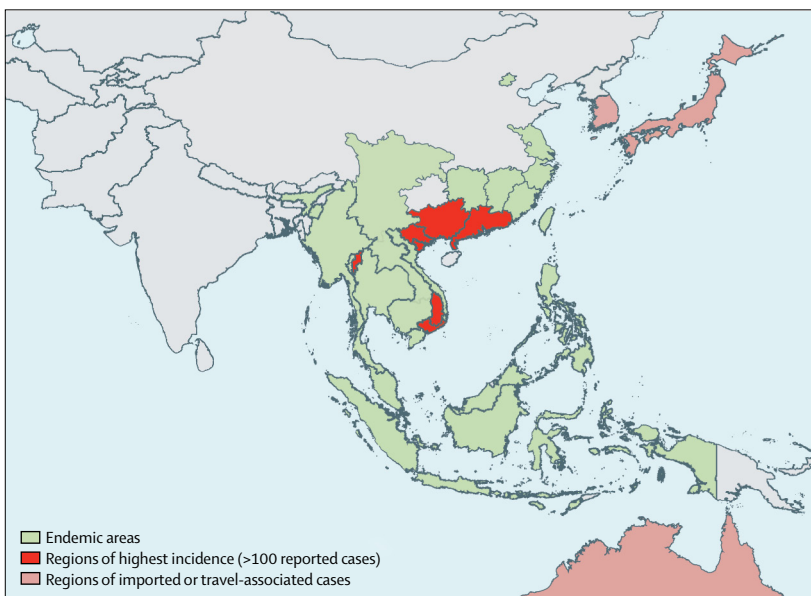 Endemic areas
Regions of highest incidence (>100 reported cases)
Regions of imported or travel-associated cases